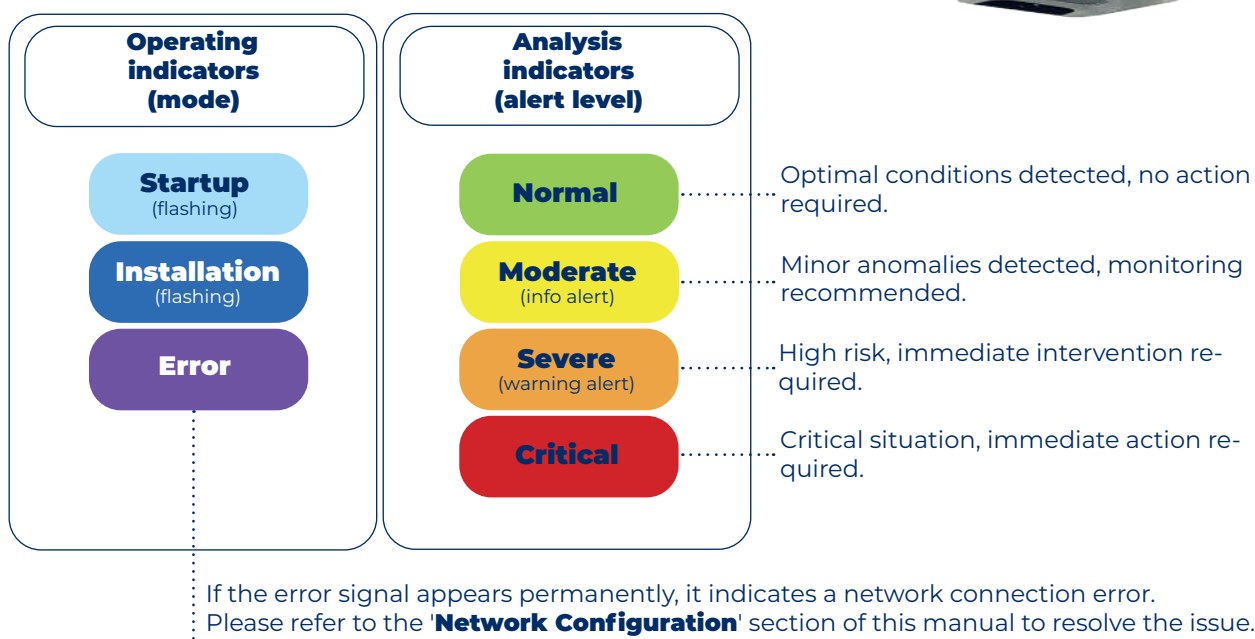 Operating
indicators
(mode)
Startup
(flashing)
Installation
(flashing)
Error
Analysis
indicators
(alert level)
Normal
Optimal conditions detected, no action
required.
Moderate
(info alert)
Minor anomalies detected, monitoring
recommended.
Severe
(warning alert)
High risk, immediate intervention re-
quired.
Critical
Critical situation, immediate action re-
quired.
If the error signal appears permanently, it indicates a network connection error.
Please refer to the 'Network Configuration' section of this manual to resolve the issue.